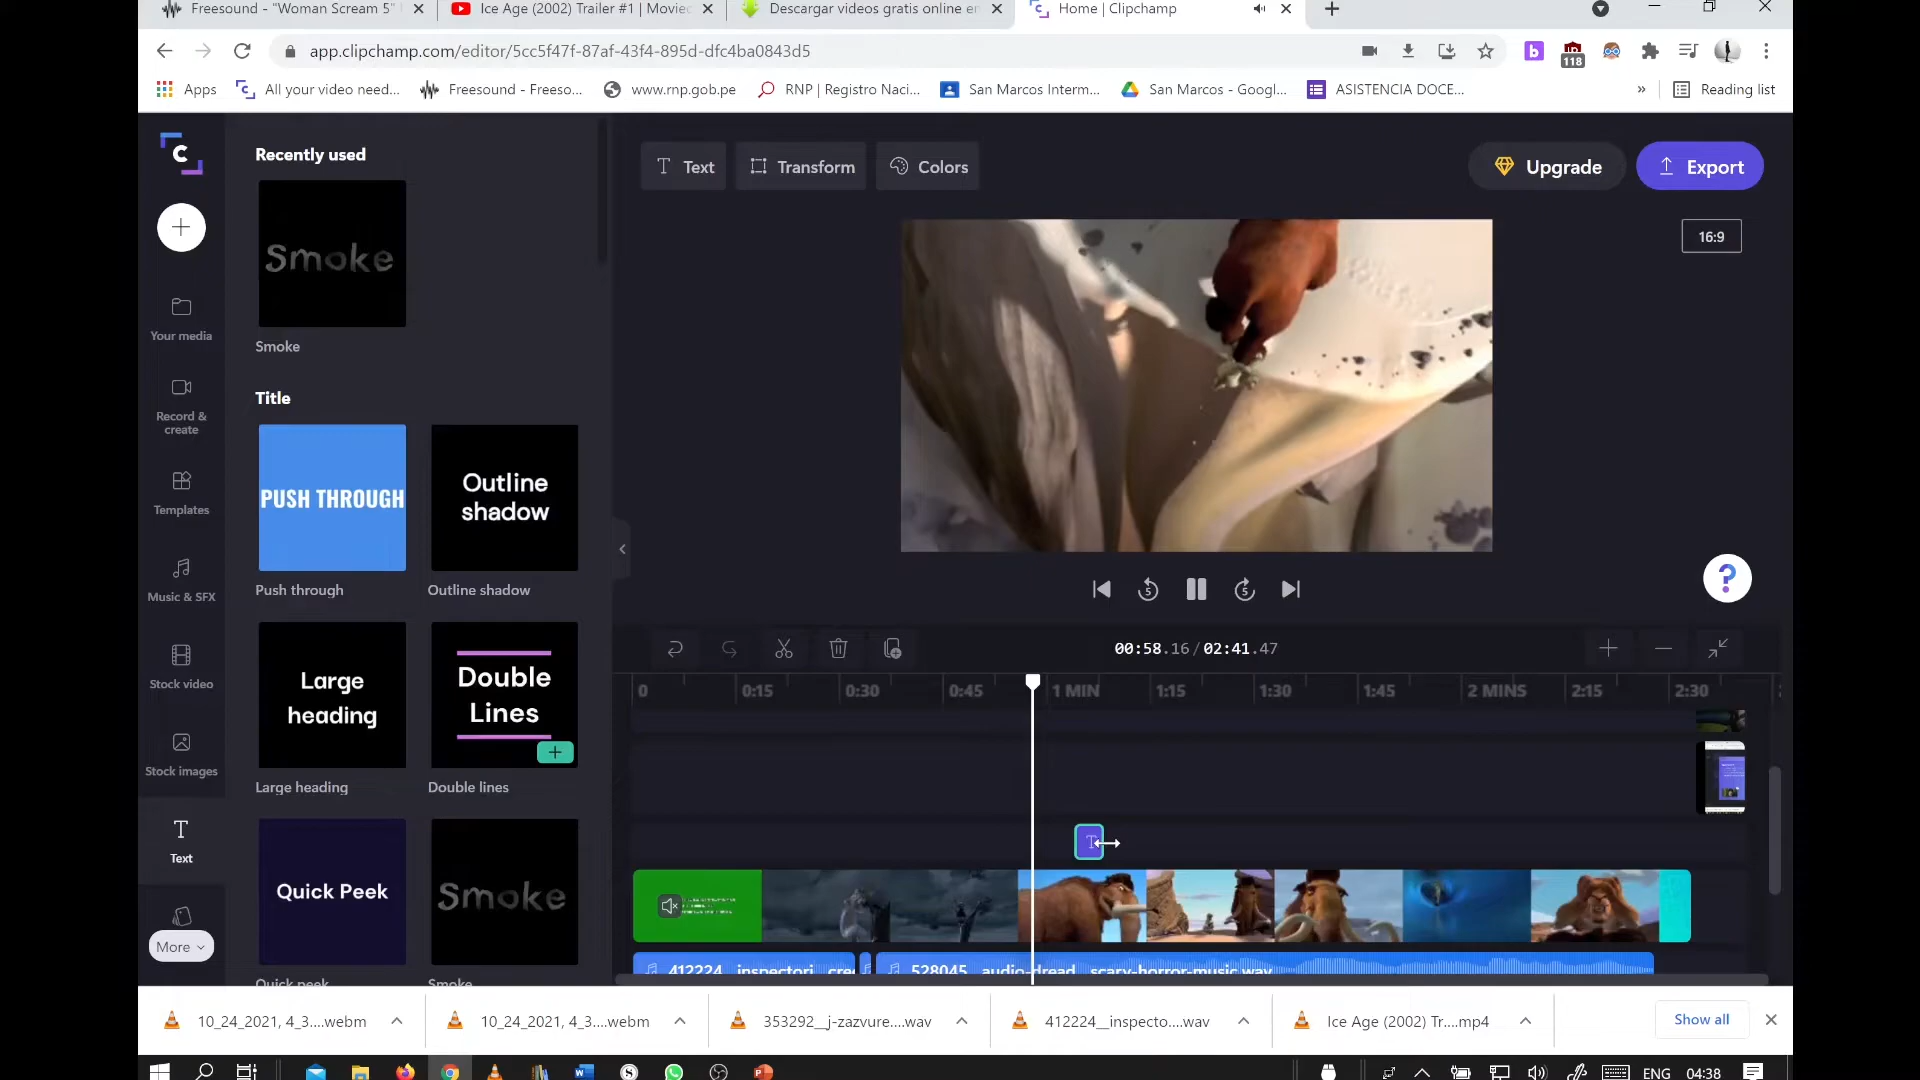 Freesound - "Woman Scream 5"
Ice Age (2002) Trailer #1 | Moviec
Descargar videos gratis online en
Home | Clipchamp
app.clipchamp.com/editor/5cc5f47f-87af-43f4-895d-dfc4ba0843d5
118
Apps
All your video need...
Freesound - Freeso...
www.rnp.gob.pe
RNP | Registro Naci...
San Marcos Interm...
San Marcos - Googl...
ASISTENCIA DOCE...
»
Reading list
C
Recently used
Text
Transform
Colors
Upgrade
Export
16:9
Smoke
Smoke
Your media
Title
Record &
create
PUSH THROUGH
Outline
shadow
Templates
Push through
Outline shadow
Music & SFX
5
5
?
Large
heading
Double
Lines
00:58.16/02:41.47
Stock video
0
0:15
0:30
0:45
1 MIN
1:15
1:30
1:45
2 MINS
2:15
2:30
Large heading
Double lines
Stock images
T
Text
Quick Peek
Smoke
More
412224__inspectorj__cree
528045__audio-dread__scary-horror-music.wav
Quick peek
Smoke
10_24_2021, 4_3....webm
10_24_2021, 4_3....webm
353292__j-zazvure....wav
412224__inspecto....wav
Ice Age (2002) Tr....mp4
Show all
ENG
04:38